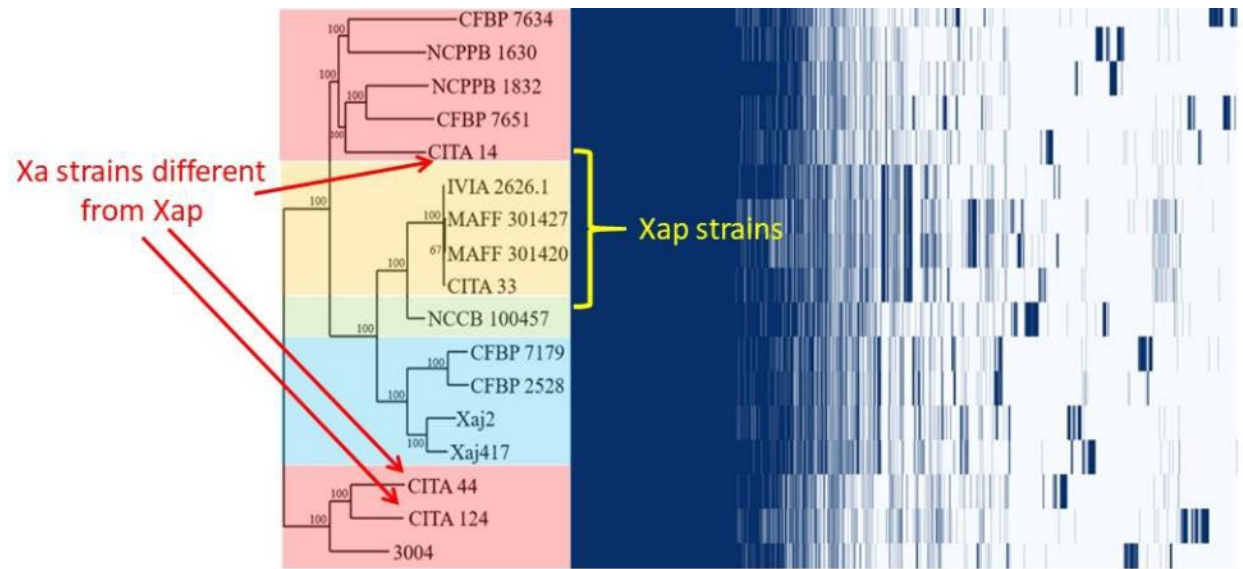 100
CFBP 7634
100
NCPPB 1630
100
NCPPB 1832
100
CFBP 7651
100
CITA 14
Xa strains different
from Xap
100
IVIA 2626.1
100
MAFF 301427
67
MAFF 301420
CITA 33
Xap strains
100
NCCB 100457
100
CFBP 7179
100
CFBP 2528
100
Xaj2
100
Xaj417
CITA 44
100
CITA 124
100
3004